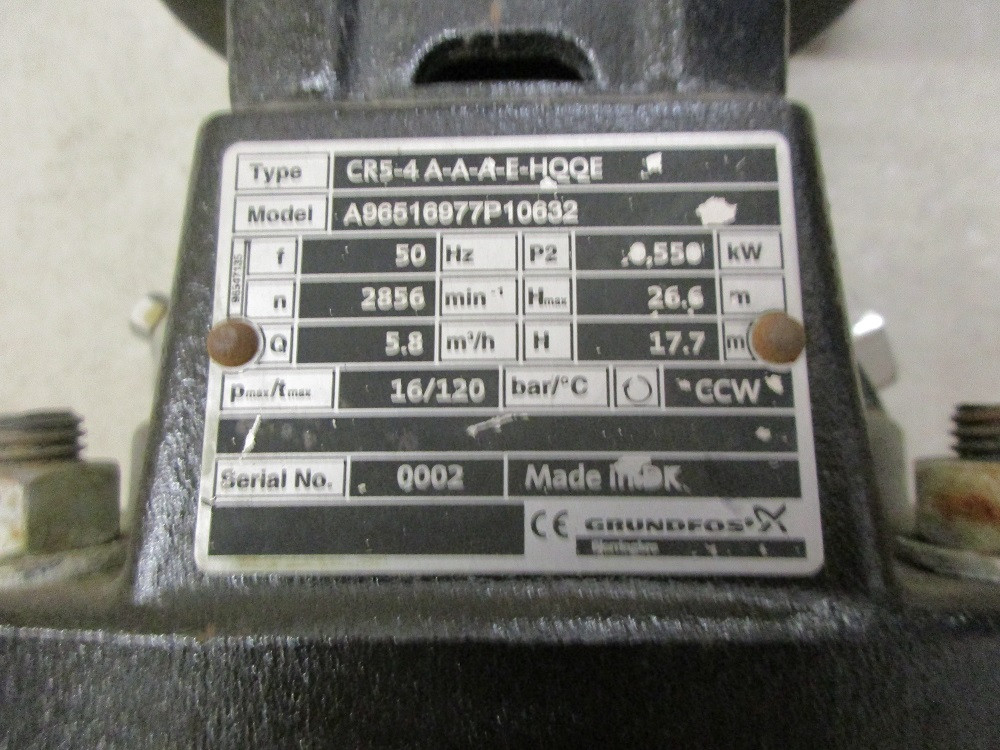 Type CR5-4 A-A-A-E-HQQE
Model A96516977P10632
96507135
f 50 Hz P2 0,550 kW
n 2856 min⁻¹ Hmax 26.6 m
Q 5.8 m³/h H 17.7 m
pmax/tmax 16/120 bar/°C CCW
Serial No. 0002 Made in DK
CE GRUNDFOS